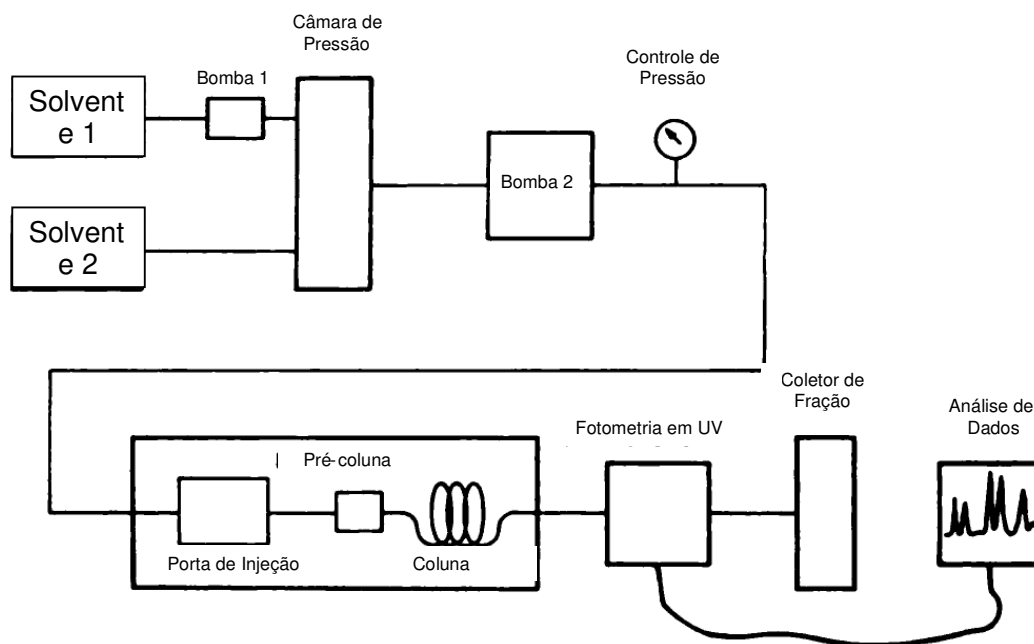 Câmara de
Pressão
Bomba 1
Controle de
Pressão
Solvent
e 1
Bomba 2
Solvent
e 2
Coletor de
Fração
Análise de
Dados
Fotometria em UV
Pré-coluna
Porta de Injeção
Coluna